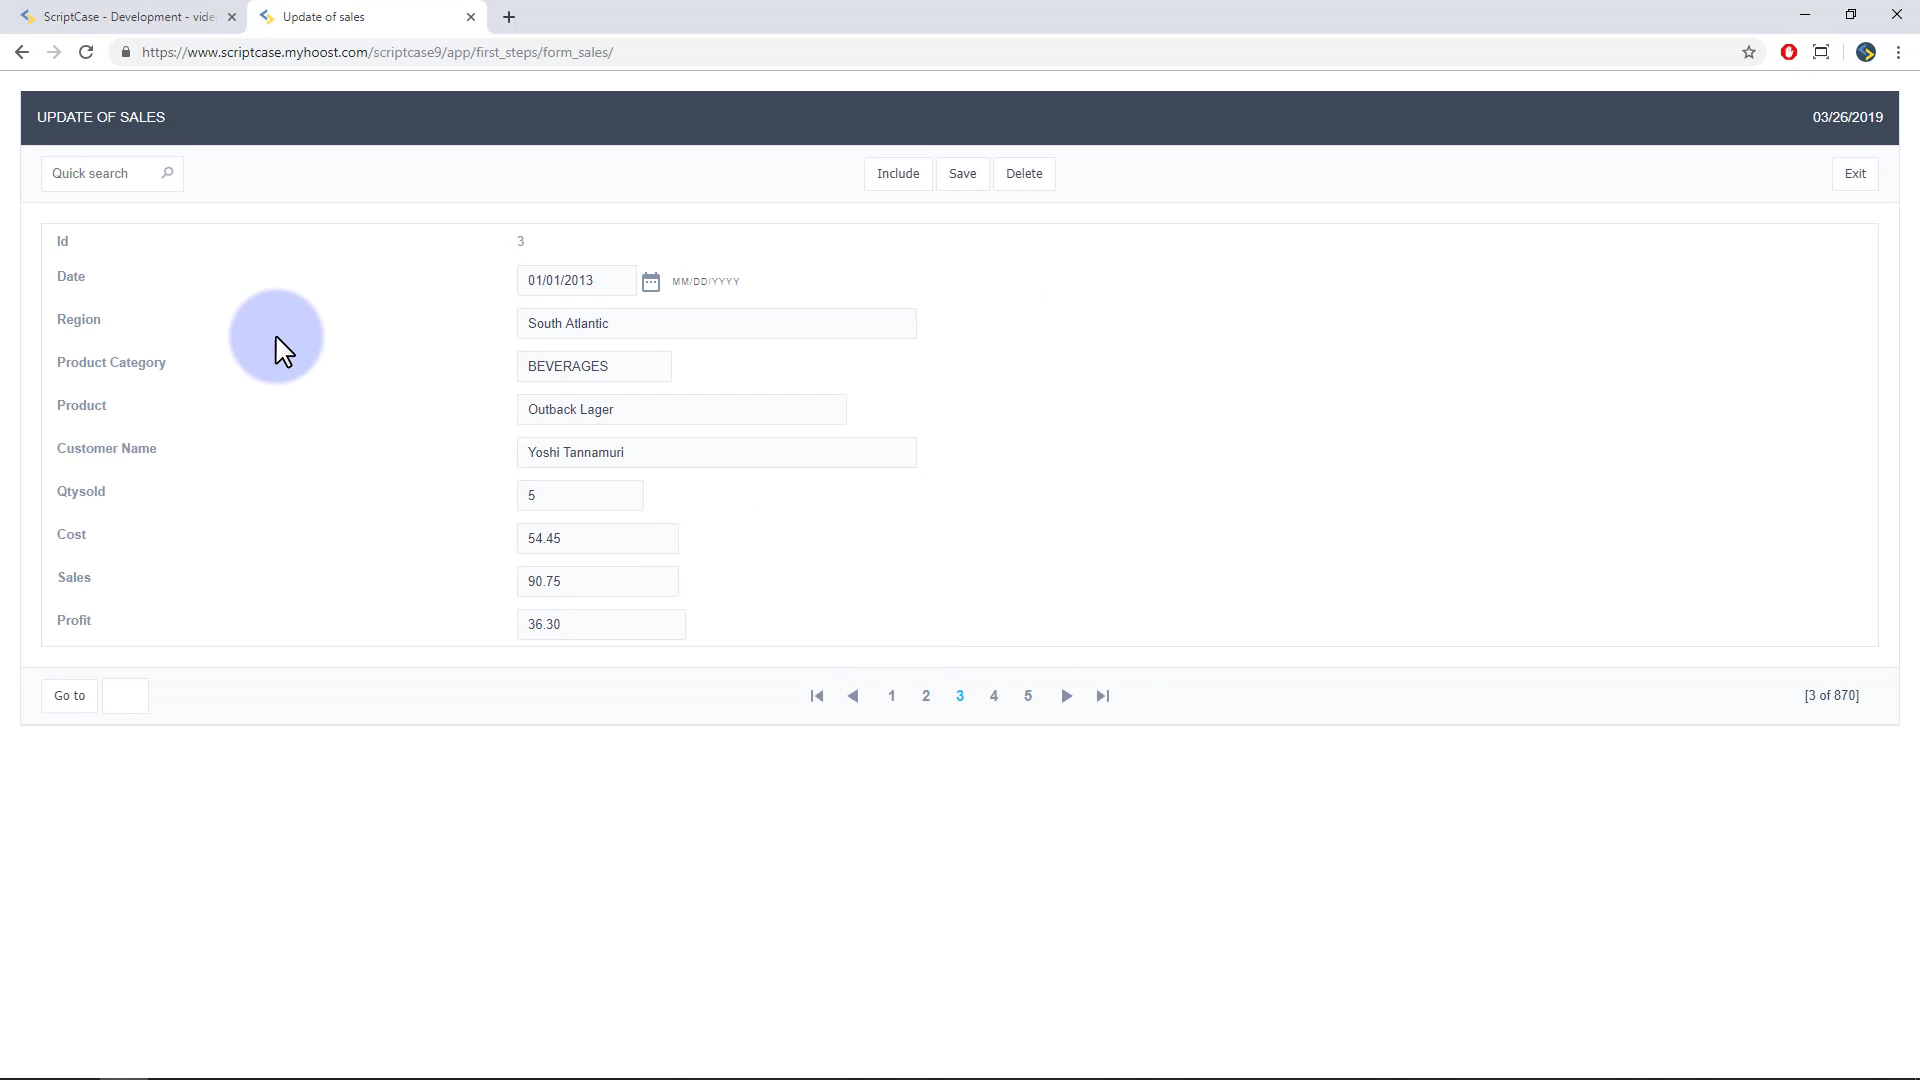 ScriptCase - Development - vide
Update of sales
https://www.scriptcase.myhoost.com/scriptcase9/app/first_steps/form_sales/
UPDATE OF SALES
03/26/2019
Quick search
Include
Save
Delete
Exit
Id 3
Date 01/01/2013 MM/DD/YYYY
Region South Atlantic
Product Category BEVERAGES
Product Outback Lager
Customer Name Yoshi Tannamuri
Qtysold 5
Cost 54.45
Sales 90.75
Profit 36.30
Go to
1 2 3 4 5
[3 of 870]